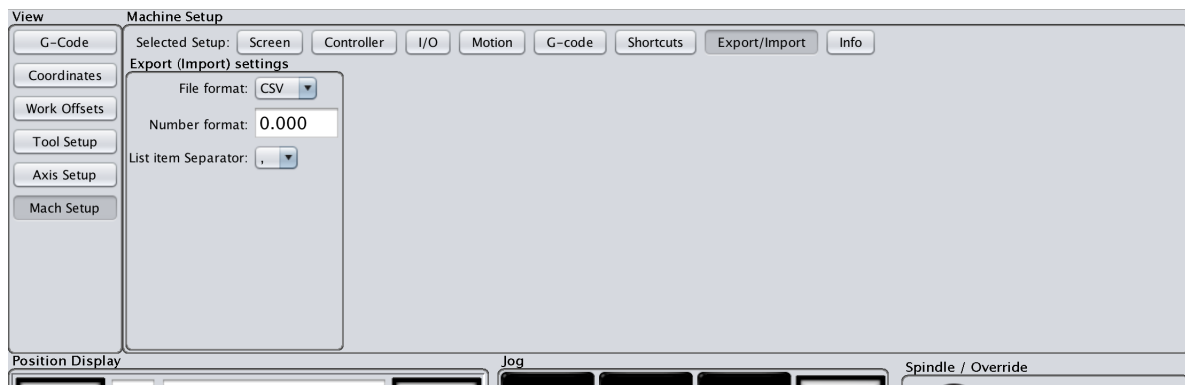 View Machine Setup
G-Code Selected Setup: Screen Controller I/O Motion G-code Shortcuts Export/Import Info
Export (Import) settings
Coordinates File format: CSV
Work Offsets Number format: 0.000
Tool Setup
List item Separator: ,
Axis Setup
Mach Setup
Position Display Jog Spindle / Override